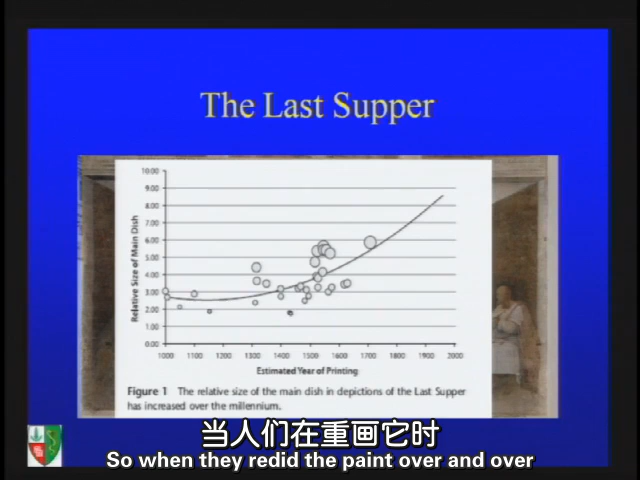 The Last Supper
10.00
9.00
8.00
7.00
6.00
5.00
4.00
3.00
2.00
1.00
0.00
Relative Size of Main Dish
1000 1100 1200 1300 1400 1500 1600 1700 1800 1900 2000
Estimated Year of Printing
Figure 1 The relative size of the main dish in depictions of the Last Supper
has increased over the millennium.
当人们在重画它时
So when they redid the paint over and over